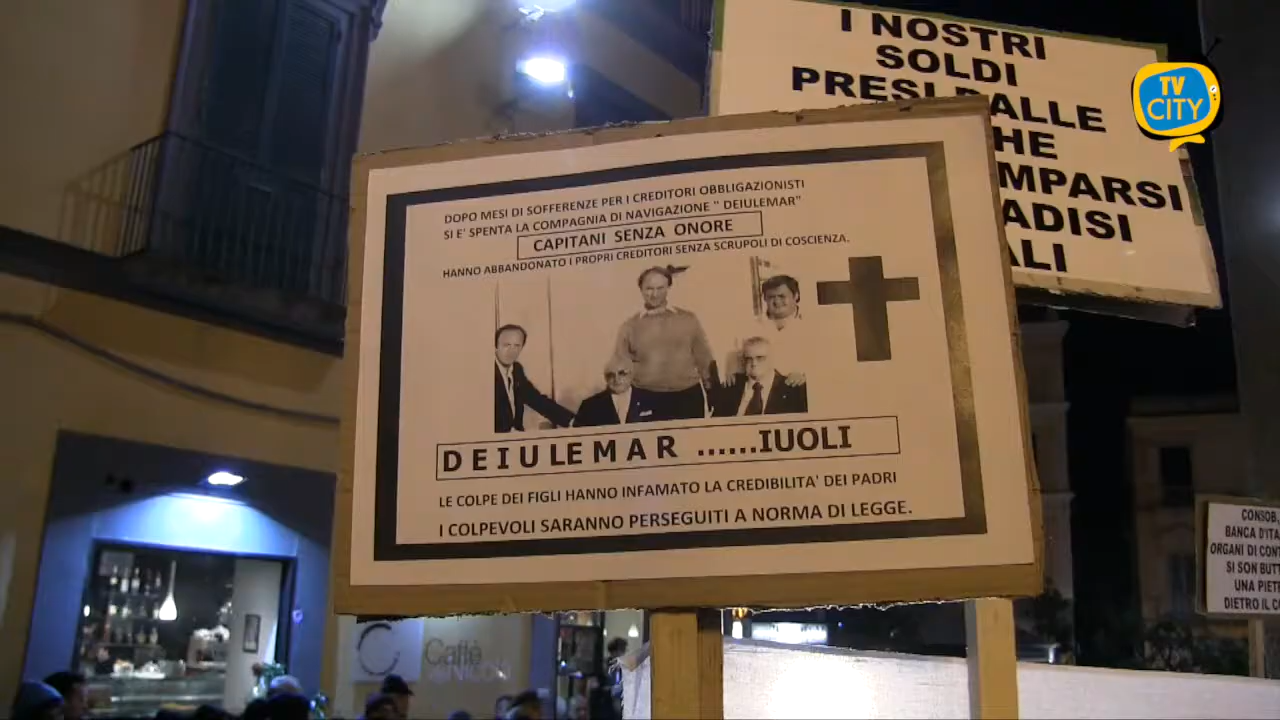 I NOSTRI
SOLDI
PRESI DALLE
HE
MPARSI
ADISI
ALI
TV
CITY
DOPO MESI DI SOFFERENZE PER I CREDITORI OBBLIGAZIONISTI
SI E' SPENTA LA COMPAGNIA DI NAVIGAZIONE " DEIULEMAR"
CAPITANI SENZA ONORE
HANNO ABBANDONATO I PROPRI CREDITORI SENZA SCRUPOLI DI COSCIENZA.
DEIULEMAR ......IUOLI
LE COLPE DEI FIGLI HANNO INFAMATO LA CREDIBILITA' DEI PADRI
I COLPEVOLI SARANNO PERSEGUITI A NORMA DI LEGGE.
CONSOB
BANCA D'ITA
ORGANI DI CONT
SI SON BUTT
UNA PIET
DIETRO IL C
Caffè